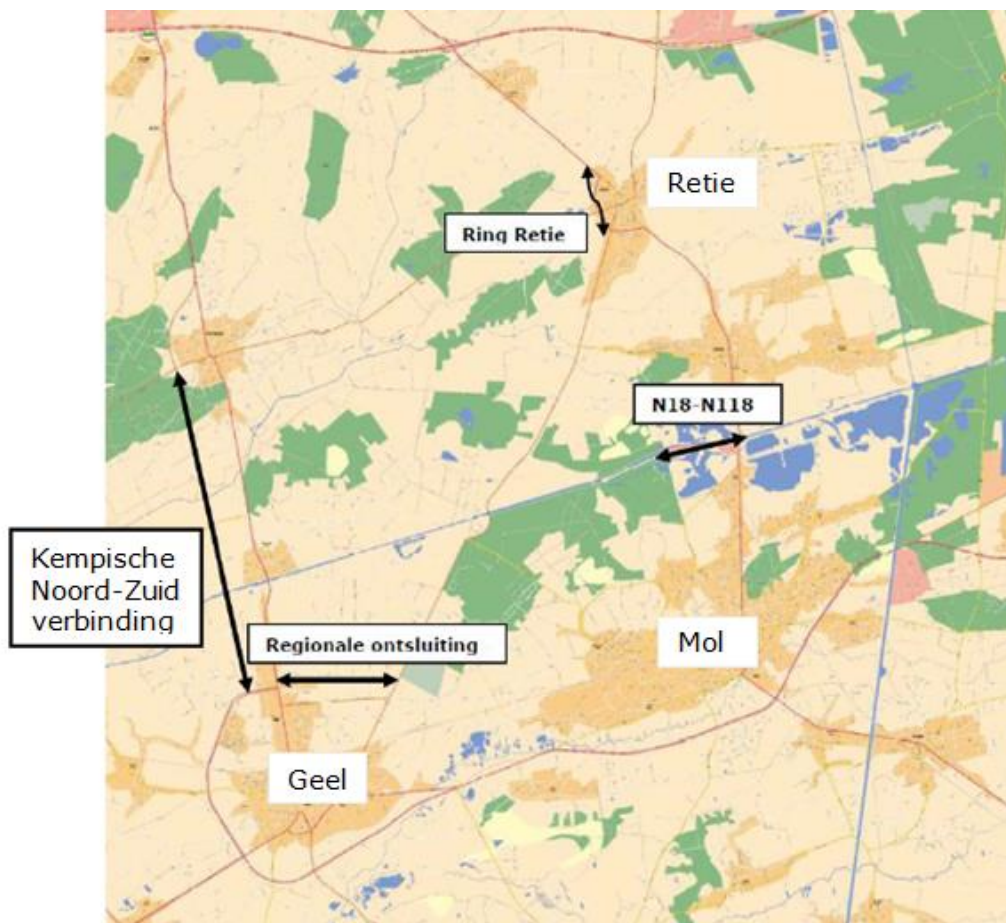 Retie
Ring Retie
N18-N118
Kempische
Noord-Zuid
verbinding
Regionale ontsluiting
Mol
Geel